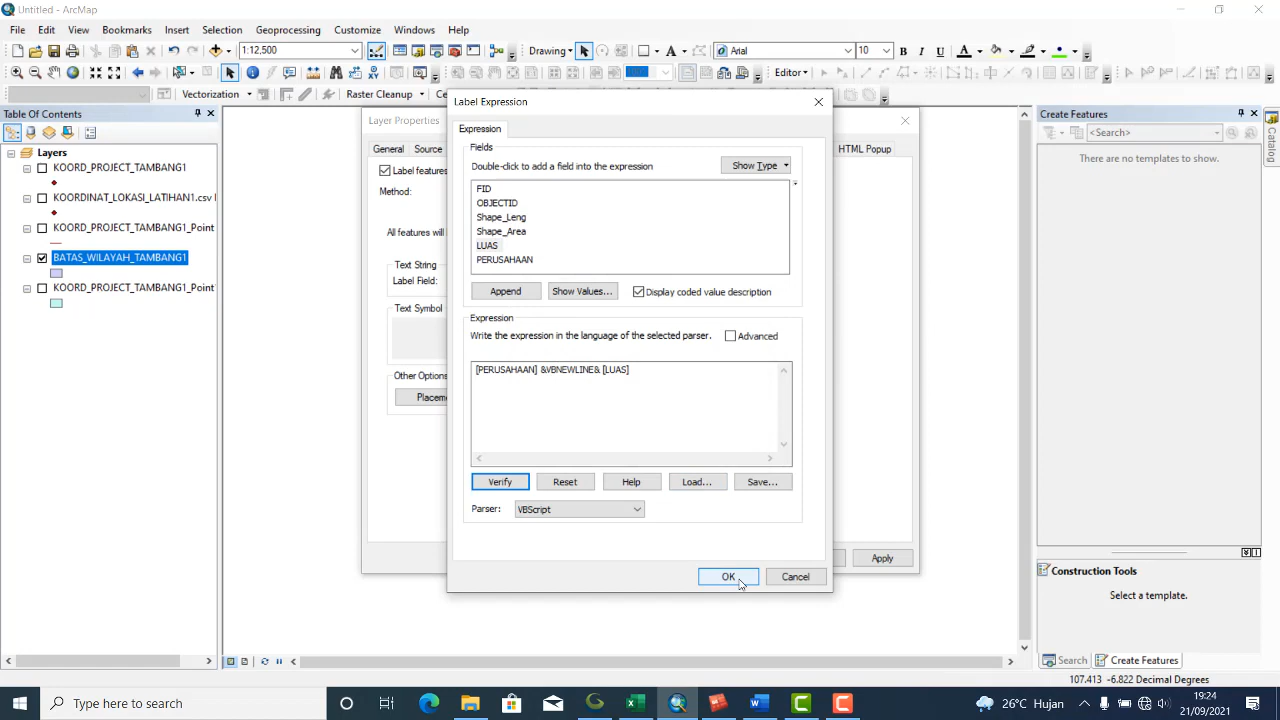 Untitled - ArcMap
File Edit View Bookmarks Insert Selection Geoprocessing Customize Windows Help
1:12,500 Drawing Arial 10 B I U A
Editor
Vectorization Raster Cleanup
Table Of Contents
Layers
KOORD_PROJECT_TAMBANG1
KOORDINAT_LOKASI_LATIHAN1.csv
KOORD_PROJECT_TAMBANG1_Point
BATAS_WILAYAH_TAMBANG1
KOORD_PROJECT_TAMBANG1_Point
Layer Properties
General Source HTML Popup
Label features
Method:
All features will
Text String
Label Field:
Text Symbol
Other Options
Placem
Apply
Label Expression
Expression
Fields
Double-click to add a field into the expression Show Type
FID
OBJECTID
Shape_Leng
Shape_Area
LUAS
PERUSAHAAN
Append Show Values... Display coded value description
Expression
Write the expression in the language of the selected parser. Advanced
[PERUSAHAAN] &VBNEWLINE& [LUAS]
Verify Reset Help Load... Save...
Parser: VBScript
OK Cancel
Create Features
<Search>
There are no templates to show.
Catalog
Construction Tools
Select a template.
Search Create Features
107.413 -6.822 Decimal Degrees
Type here to search
26°C Hujan
19:24
21/09/2021